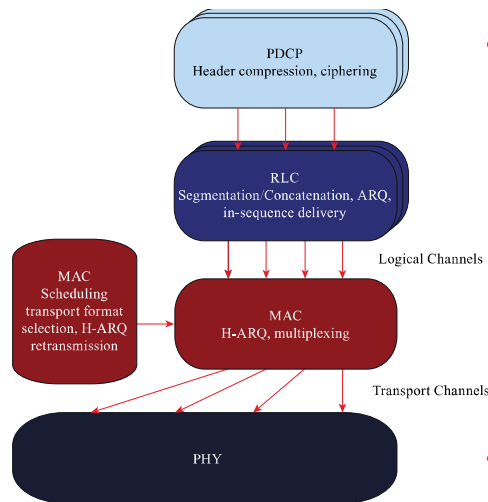 PDCP
Header compression, ciphering
RLC
Segmentation/Concatenation, ARQ,
in-sequence delivery
Logical Channels
MAC
Scheduling
transport format
selection, H-ARQ
retransmission
MAC
H-ARQ, multiplexing
Transport Channels
PHY